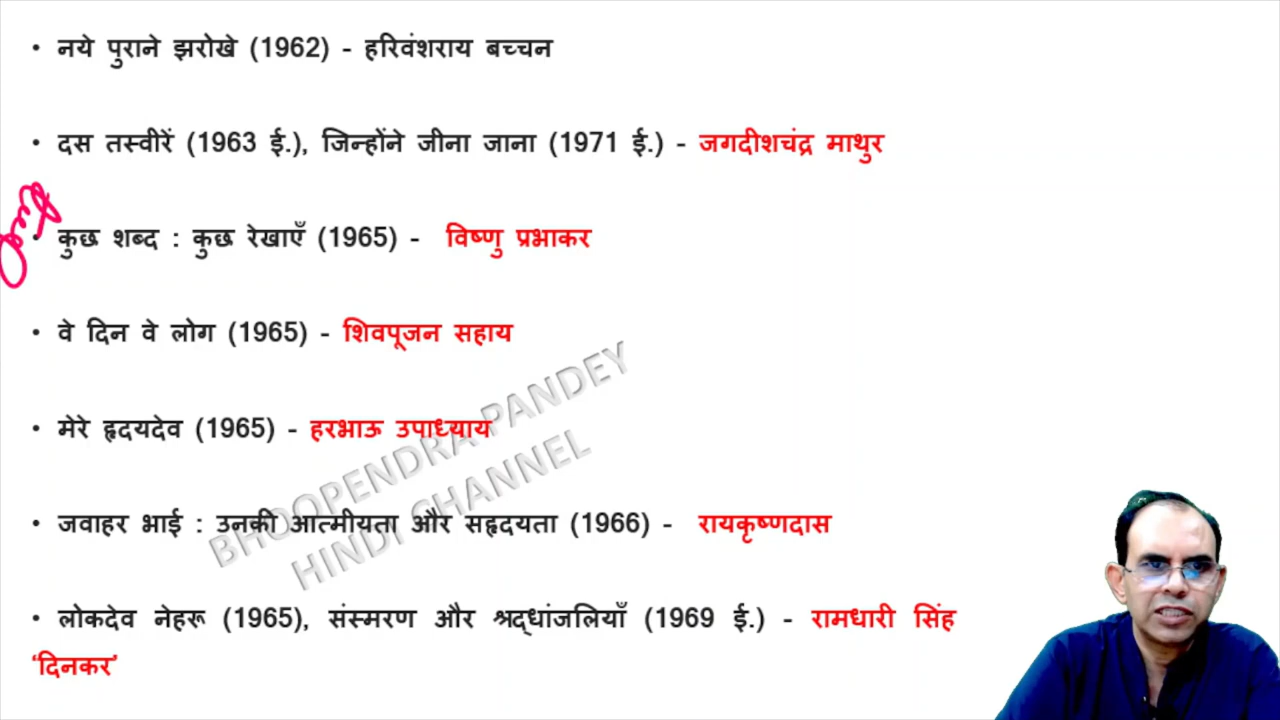 • नये पुराने झरोखे (1962) - हरिवंशराय बच्चन
• दस तस्वीरें (1963 ई.), जिन्होंने जीना जाना (1971 ई.) - जगदीशचंद्र माथुर
• कुछ शब्द : कुछ रेखाएँ (1965) - विष्णु प्रभाकर
• वे दिन वे लोग (1965) - शिवपूजन सहाय
• मेरे हृदयदेव (1965) - हरभाऊ उपाध्याय
• जवाहर भाई : उनकी आत्मीयता और सहृदयता (1966) - रायकृष्णदास
• लोकदेव नेहरू (1965), संस्मरण और श्रद्धांजलियाँ (1969 ई.) - रामधारी सिंह
‘दिनकर’
BHOOPENDRA PANDEY
HINDI CHANNEL